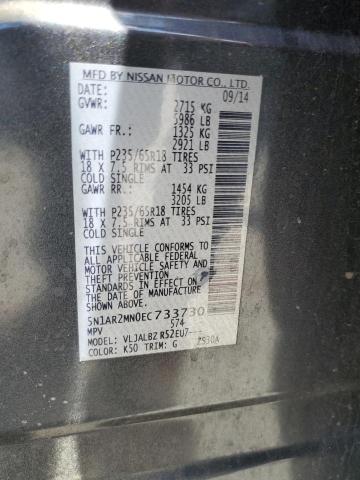 MFD BY NISSAN MOTOR CO., LTD.
DATE: 09/14
GVWR: 2715 KG
5986 LB
GAWR FR.: 1325 KG
2921 LB
WITH P235/65R18 TIRES
18 X 7.5 RIMS AT 33 PSI
COLD SINGLE
GAWR RR.: 1454 KG
3205 LB
WITH P235/65R18 TIRES
18 X 7.5 RIMS AT 33 PSI
COLD SINGLE
THIS VEHICLE CONFORMS TO
ALL APPLICABLE FEDERAL
MOTOR VEHICLE SAFETY AND
THEFT PREVENTION STANDARDS
IN EFFECT ON THE DATE OF
MANUFACTURE SHOWN ABOVE.
5N1AR2MN0EC733730
MPV 574
MODEL: VLJALBZ RS2EU7---
COLOR: K50 TRIM: G 2S30A